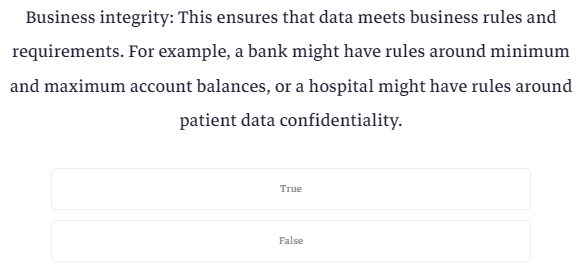 Business integrity: This ensures that data meets business rules and
requirements. For example, a bank might have rules around minimum
and maximum account balances, or a hospital might have rules around
patient data confidentiality.
True
False